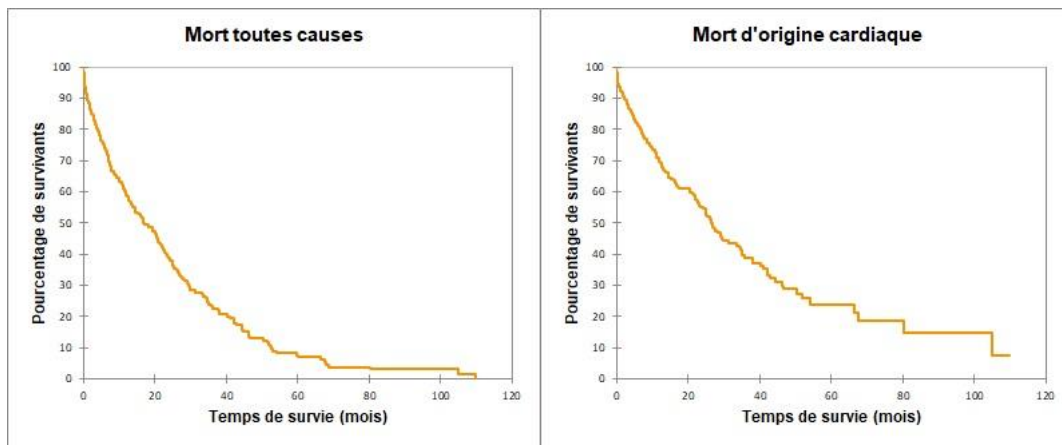 Mort toutes causes
Pourcentage de survivants
100
90
80
70
60
50
40
30
20
10
0
0 20 40 60 80 100 120
Temps de survie (mois)
Mort d'origine cardiaque
Pourcentage de survivants
100
90
80
70
60
50
40
30
20
10
0
0 20 40 60 80 100 120
Temps de survie (mois)